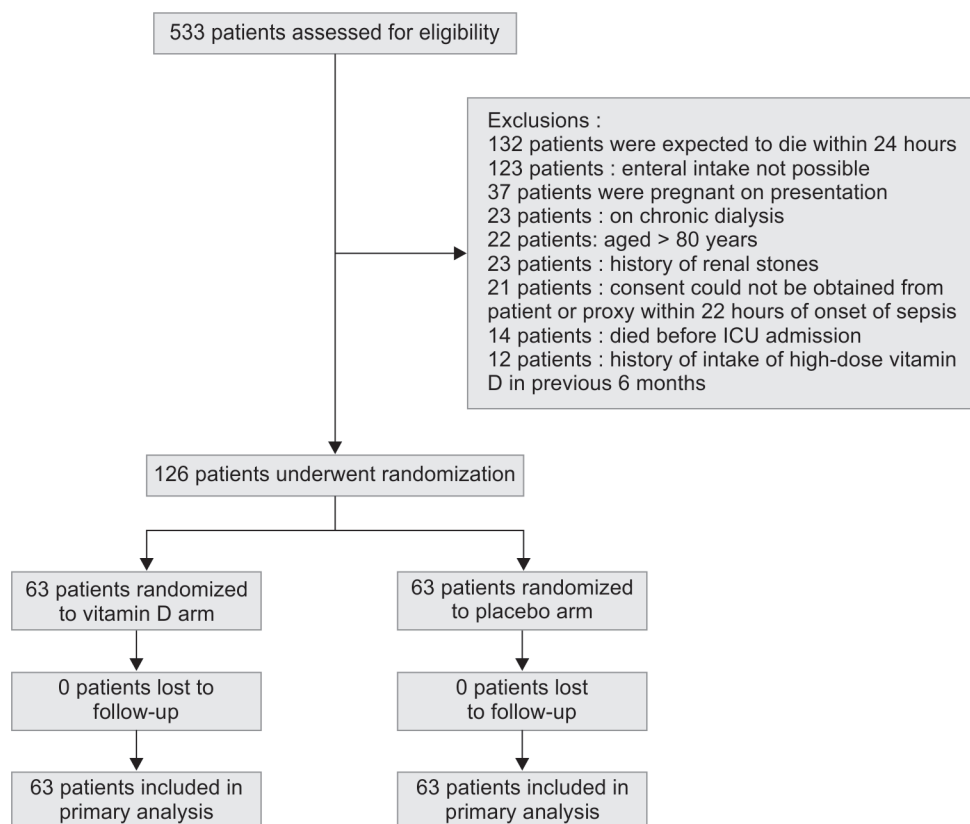 533 patients assessed for eligibility
Exclusions :
132 patients were expected to die within 24 hours
123 patients : enteral intake not possible
37 patients were pregnant on presentation
23 patients : on chronic dialysis
22 patients: aged > 80 years
23 patients : history of renal stones
21 patients : consent could not be obtained from
patient or proxy within 22 hours of onset of sepsis
14 patients : died before ICU admission
12 patients : history of intake of high-dose vitamin
D in previous 6 months
126 patients underwent randomization
63 patients randomized
to vitamin D arm
63 patients randomized
to placebo arm
0 patients lost to
follow-up
0 patients lost
to follow-up
63 patients included in
primary analysis
63 patients included in
primary analysis